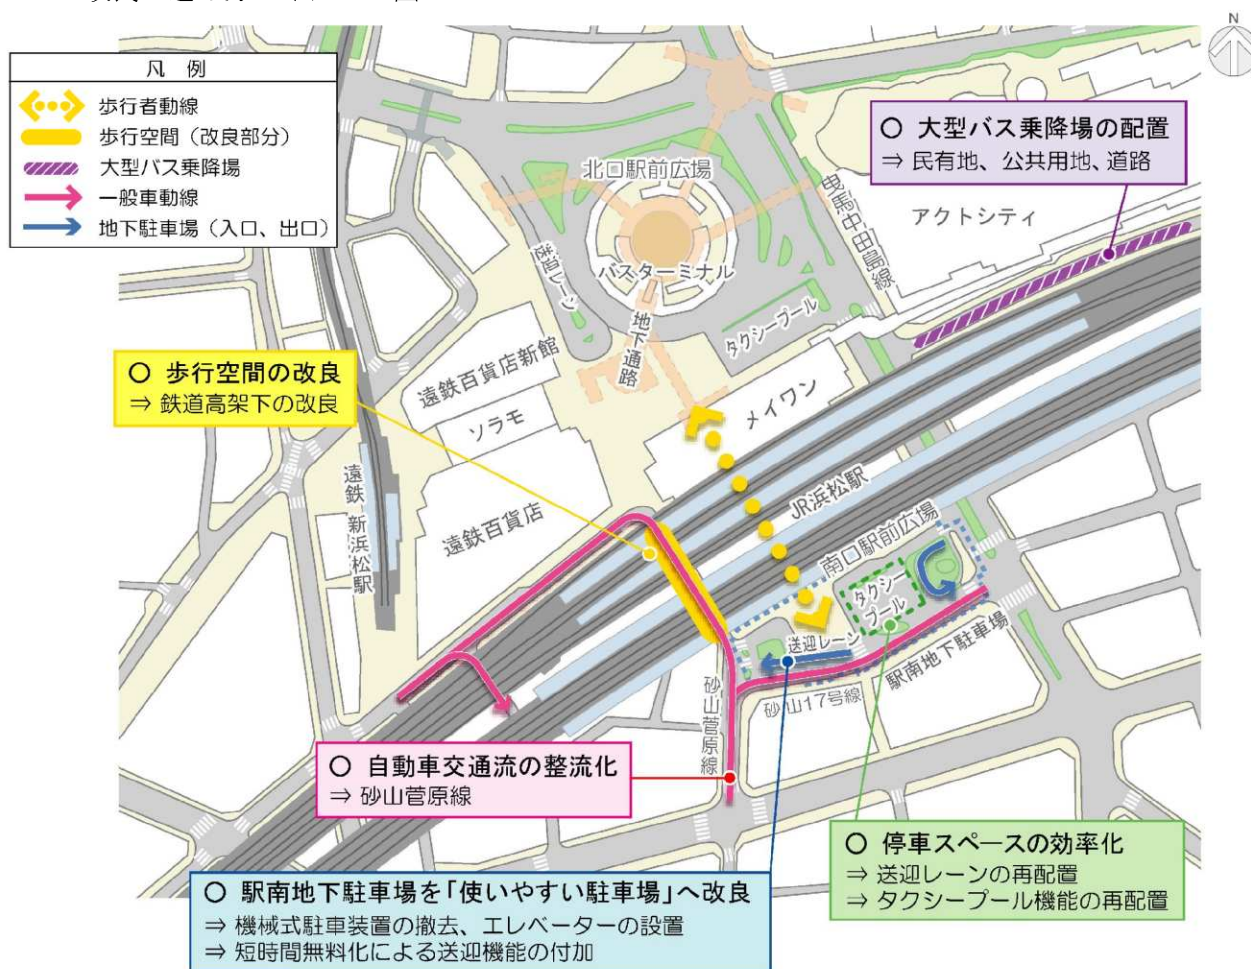 N
凡 例
歩行者動線
歩行空間（改良部分）
大型バス乗降場
一般車動線
地下駐車場（入口、出口）
○ 大型バス乗降場の配置
⇒ 民有地、公共用地、道路
北口駅前広場
曳馬中田島線
アクトシティ
送迎レーン
バスターミナル
地下通路
タクシープール
○ 歩行空間の改良
⇒ 鉄道高架下の改良
遠鉄百貨店新館
ソラモ
メイワン
遠鉄 新浜松駅
遠鉄百貨店
JR浜松駅
南口駅前広場
タクシー
プール
送迎レーン
駅南地下駐車場
砂山17号線
砂山菅原線
○ 自動車交通流の整流化
⇒ 砂山菅原線
○ 停車スペースの効率化
⇒ 送迎レーンの再配置
⇒ タクシープール機能の再配置
○ 駅南地下駐車場を「使いやすい駐車場」へ改良
⇒ 機械式駐車装置の撤去、エレベーターの設置
⇒ 短時間無料化による送迎機能の付加